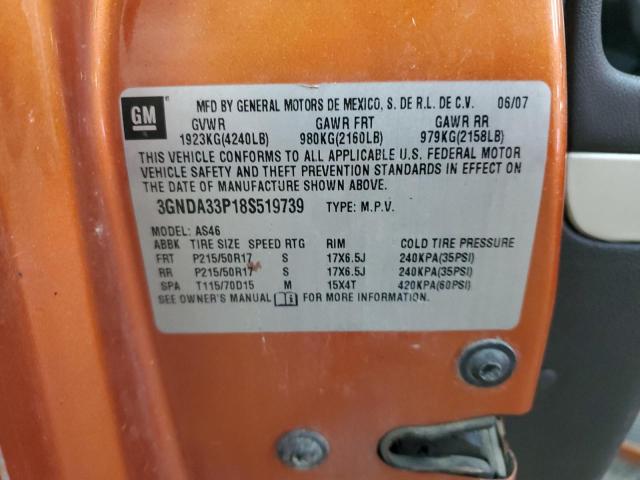 GM
MFD BY GENERAL MOTORS DE MEXICO, S. DE R.L. DE C.V. 06/07
GVWR GAWR FRT GAWR RR
1923KG(4240LB) 980KG(2160LB) 979KG(2158LB)
THIS VEHICLE CONFORMS TO ALL APPLICABLE U.S. FEDERAL MOTOR
VEHICLE SAFETY AND THEFT PREVENTION STANDARDS IN EFFECT ON
THE DATE OF MANUFACTURE SHOWN ABOVE.
3GNDA33P18S519739 TYPE: M.P.V.
MODEL: AS46
ABBK TIRE SIZE SPEED RTG RIM COLD TIRE PRESSURE
FRT P215/50R17 S 17X6.5J 240KPA(35PSI)
RR P215/50R17 S 17X6.5J 240KPA(35PSI)
SPA T115/70D15 M 15X4T 420KPA(60PSI)
SEE OWNER'S MANUAL FOR MORE INFORMATION.